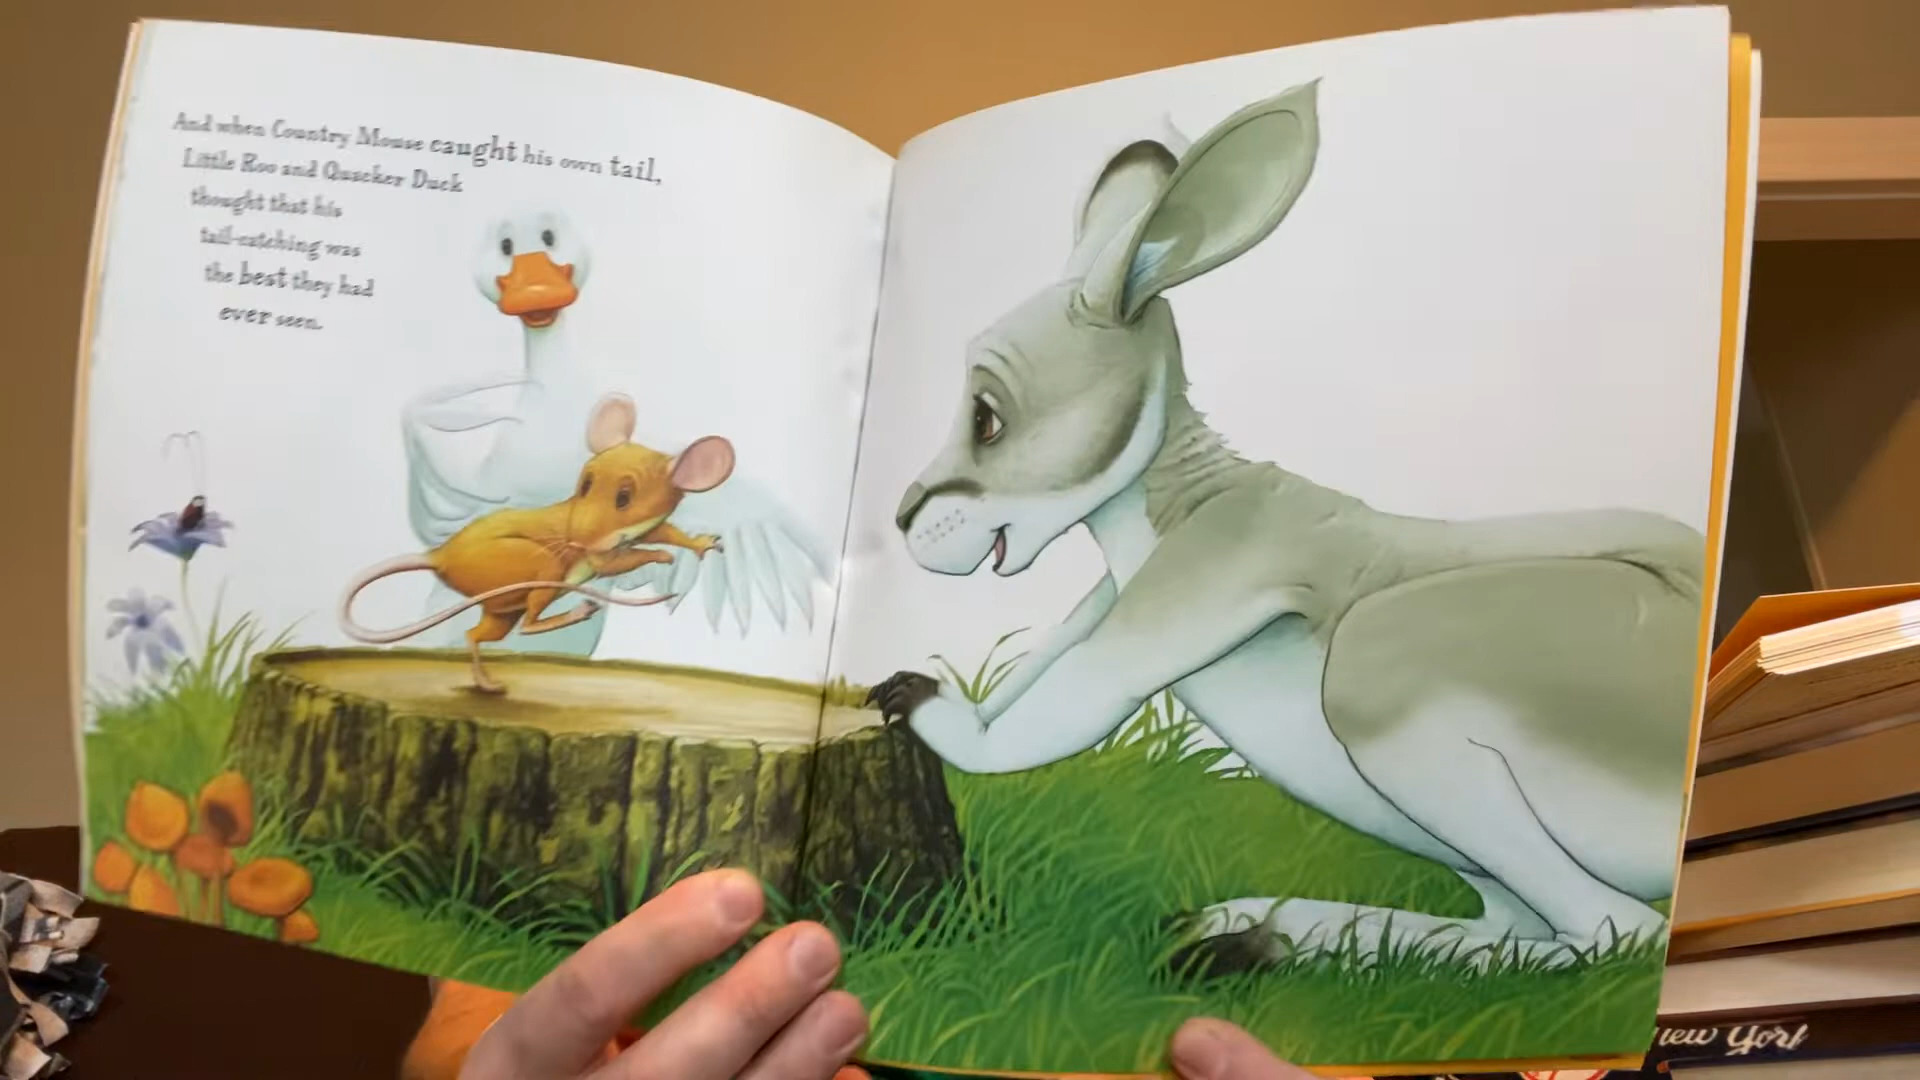 And when Country Mouse caught his own tail,
Little Roo and Quacker Duck
thought that his
tail-catching was
the best they had
ever seen.
New York